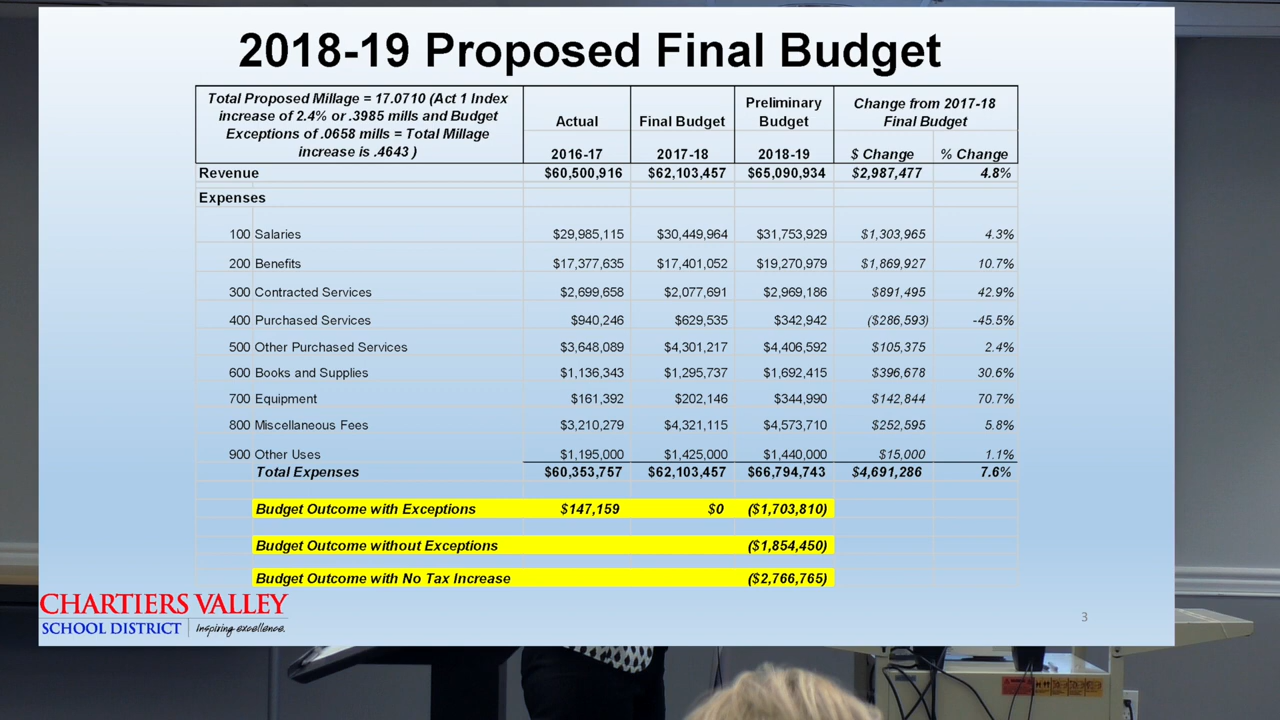 2018-19 Proposed Final Budget
Total Proposed Millage = 17.0710 (Act 1 Index
increase of 2.4% or .3985 mills and Budget
Exceptions of .0658 mills = Total Millage
increase is .4643 )
Actual
2016-17
Final Budget
2017-18
Preliminary
Budget
2018-19
Change from 2017-18
Final Budget
$ Change % Change
Revenue $60,500,916 $62,103,457 $65,090,934 $2,987,477 4.8%
Expenses
100 Salaries $29,985,115 $30,449,964 $31,753,929 $1,303,965 4.3%
200 Benefits $17,377,635 $17,401,052 $19,270,979 $1,869,927 10.7%
300 Contracted Services $2,699,658 $2,077,691 $2,969,186 $891,495 42.9%
400 Purchased Services $940,246 $629,535 $342,942 ($286,593) -45.5%
500 Other Purchased Services $3,648,089 $4,301,217 $4,406,592 $105,375 2.4%
600 Books and Supplies $1,136,343 $1,295,737 $1,692,415 $396,678 30.6%
700 Equipment $161,392 $202,146 $344,990 $142,844 70.7%
800 Miscellaneous Fees $3,210,279 $4,321,115 $4,573,710 $252,595 5.8%
900 Other Uses $1,195,000 $1,425,000 $1,440,000 $15,000 1.1%
Total Expenses $60,353,757 $62,103,457 $66,794,743 $4,691,286 7.6%
Budget Outcome with Exceptions $147,159 $0 ($1,703,810)
Budget Outcome without Exceptions ($1,854,450)
Budget Outcome with No Tax Increase ($2,766,765)
CHARTIERS VALLEY
SCHOOL DISTRICT Inspiring excellence.
3